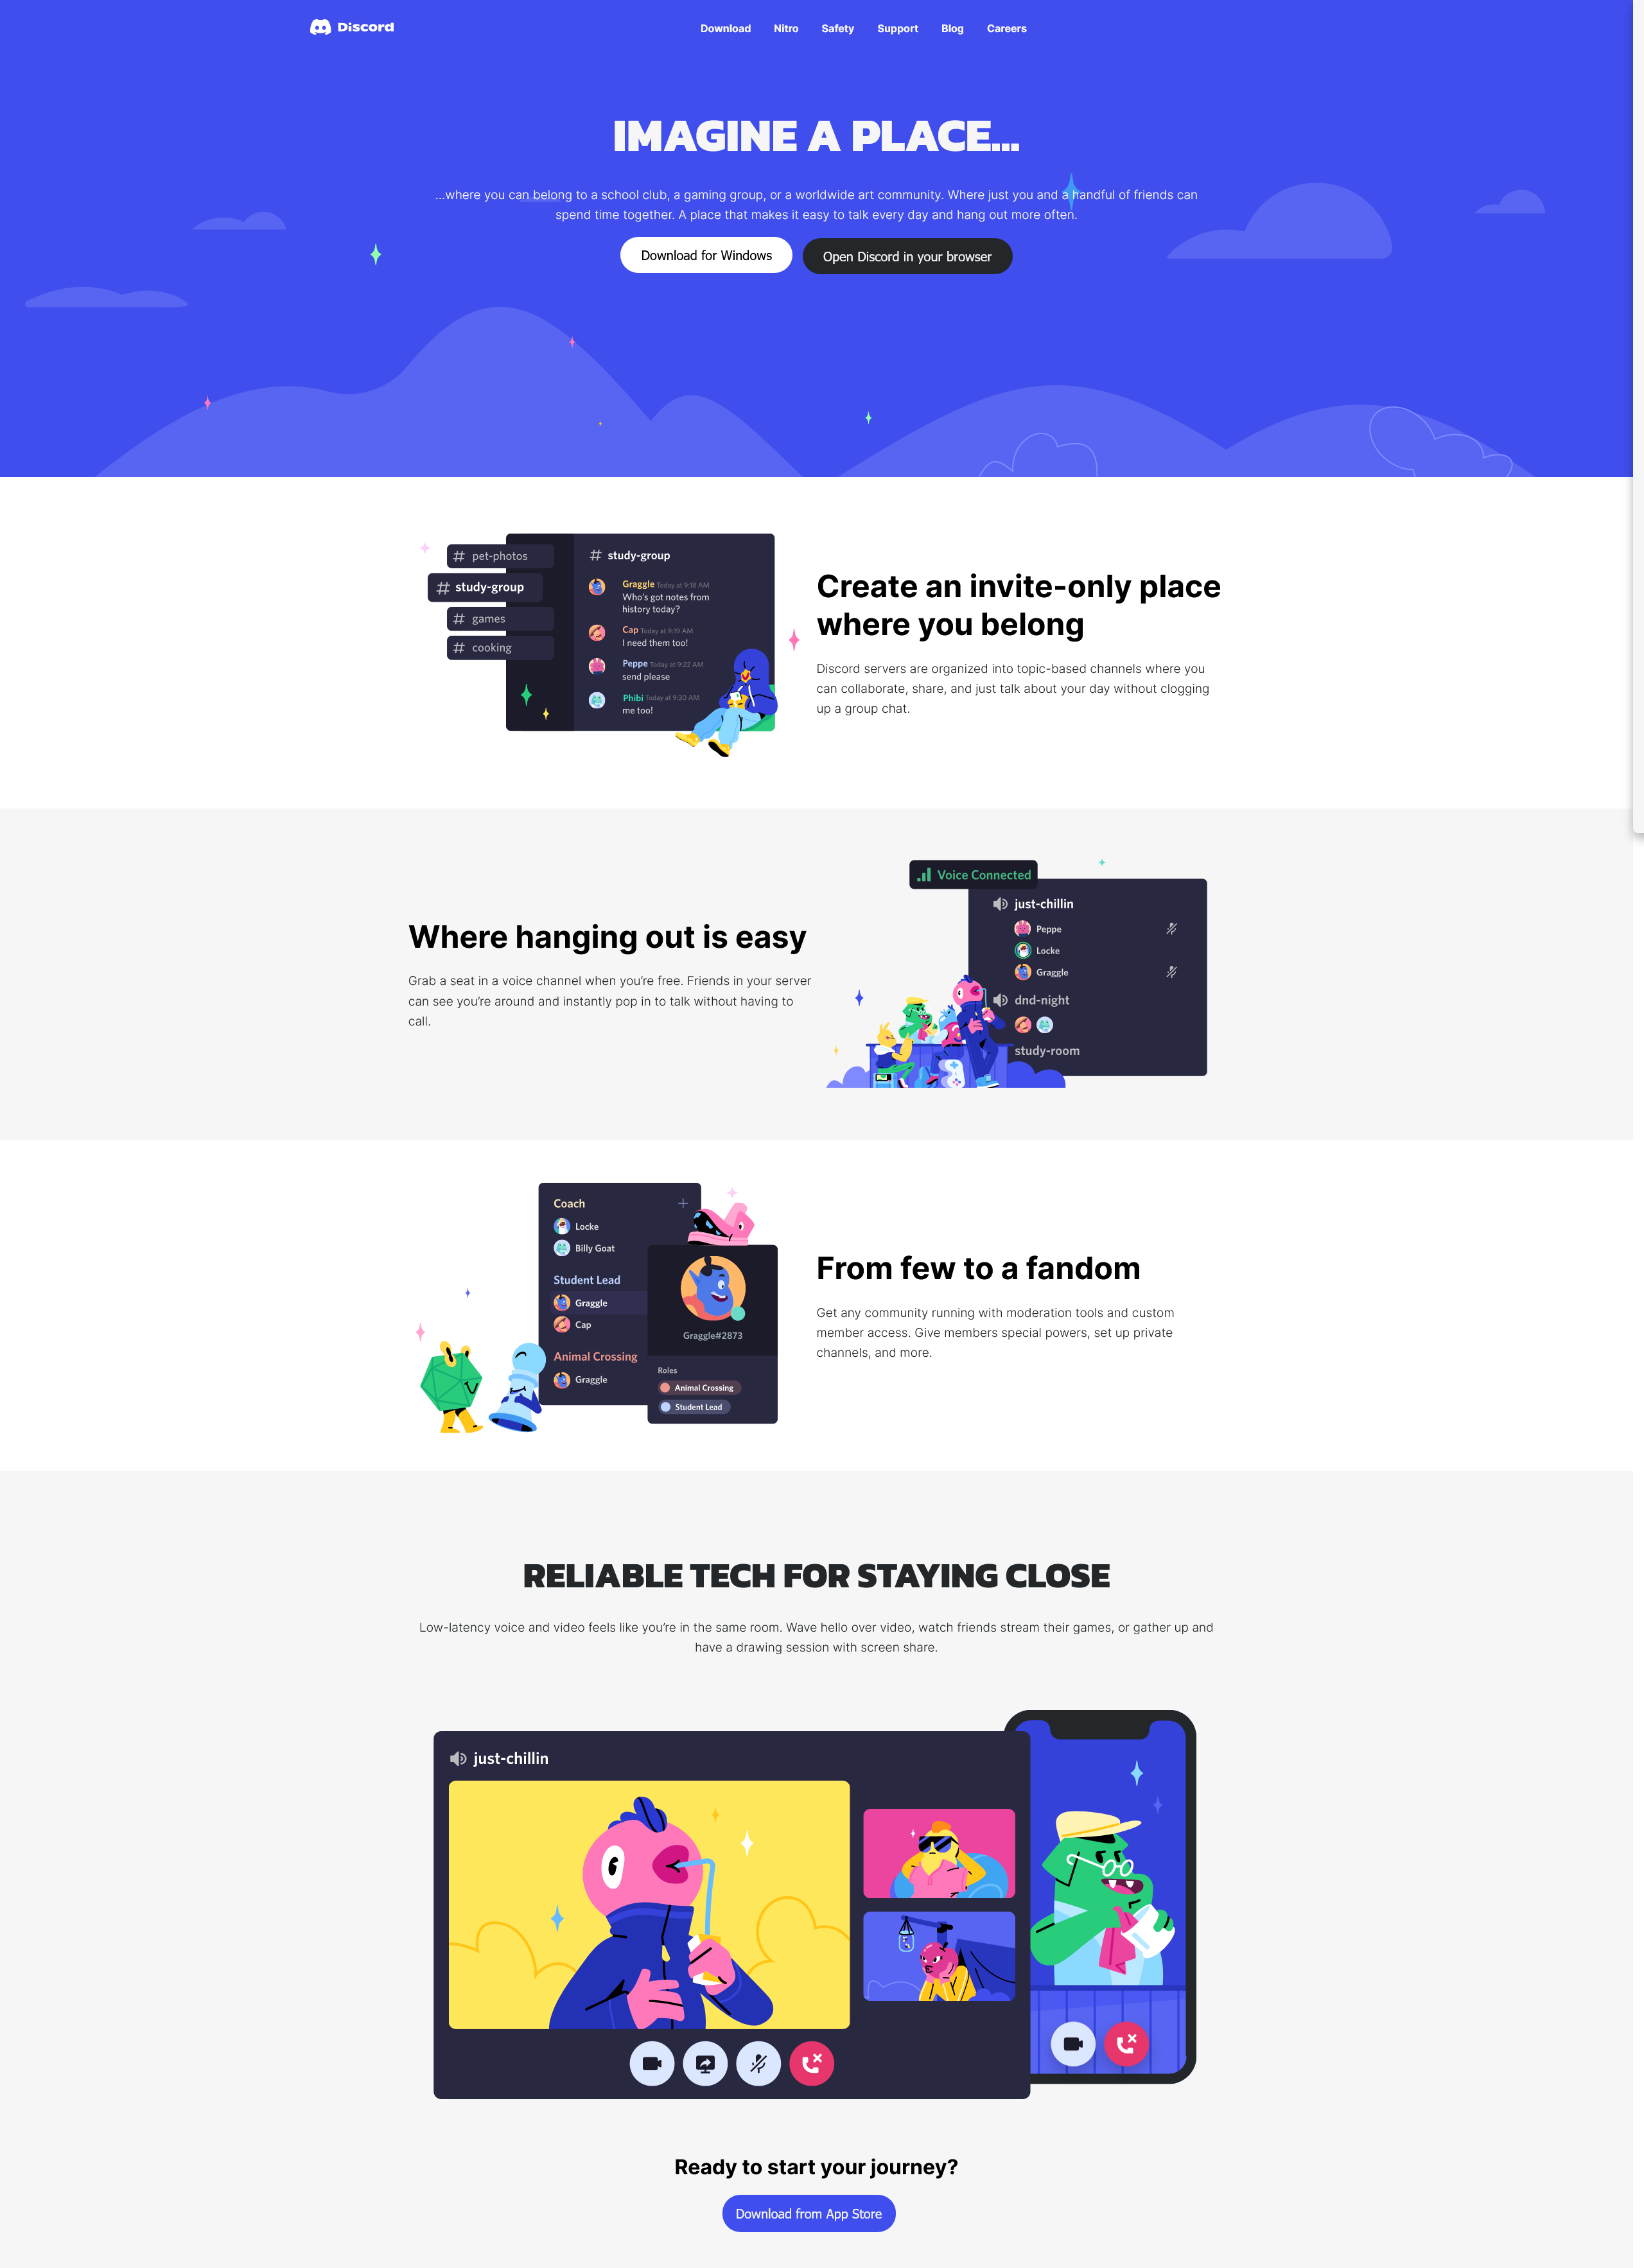 Discord
Download Nitro Safety Support Blog Careers
IMAGINE A PLACE...
...where you can belong to a school club, a gaming group, or a worldwide art community. Where just you and a handful of friends can
spend time together. A place that makes it easy to talk every day and hang out more often.
Download for Windows
Open Discord in your browser
# pet-photos
# study-group
# games
# cooking
# study-group
Graggle Today at 9:18 AM
Who's got notes from
history today?
Cap Today at 9:19 AM
I need them too!
Peppe Today at 9:22 AM
send please
Phibi Today at 9:30 AM
me too!
Create an invite-only place
where you belong
Discord servers are organized into topic-based channels where you
can collaborate, share, and just talk about your day without clogging
up a group chat.
Where hanging out is easy
Grab a seat in a voice channel when you’re free. Friends in your server
can see you’re around and instantly pop in to talk without having to
call.
Voice Connected
just-chillin
Peppe
Locke
Graggle
dnd-night
study-room
Coach
Locke
Billy Goat
Student Lead
Graggle
Cap
Animal Crossing
Graggle
Graggle#2873
Roles
Animal Crossing
Student Lead
From few to a fandom
Get any community running with moderation tools and custom
member access. Give members special powers, set up private
channels, and more.
RELIABLE TECH FOR STAYING CLOSE
Low-latency voice and video feels like you’re in the same room. Wave hello over video, watch friends stream their games, or gather up and
have a drawing session with screen share.
just-chillin
Ready to start your journey?
Download from App Store